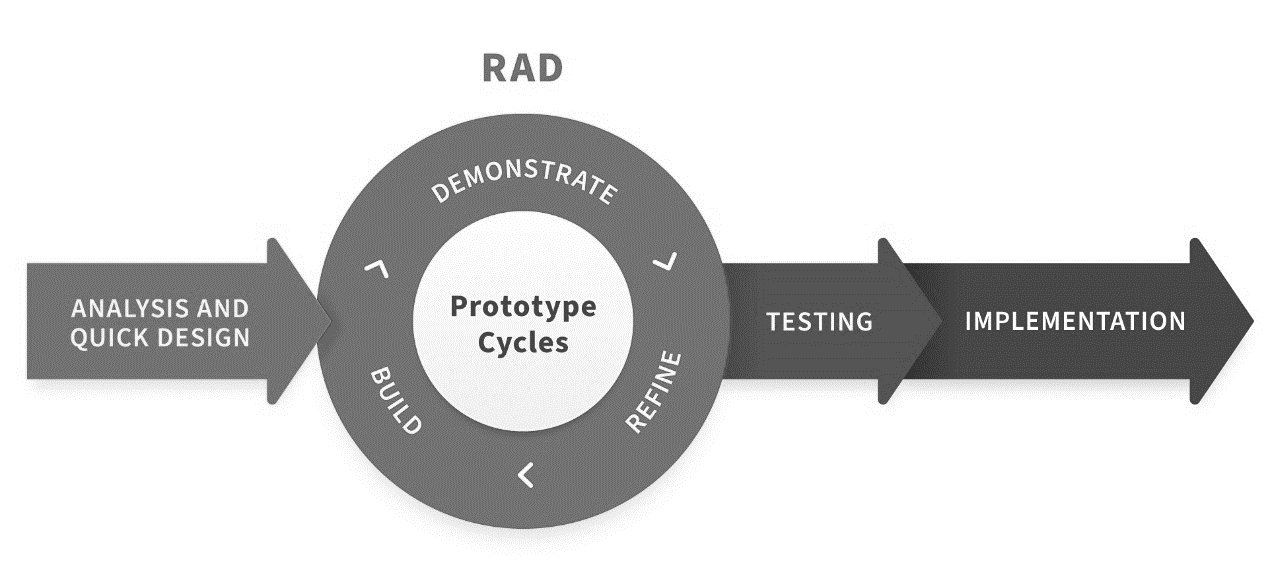 RAD
ANALYSIS AND
QUICK DESIGN
DEMONSTRATE
Prototype
Cycles
BUILD
REFINE
TESTING
IMPLEMENTATION